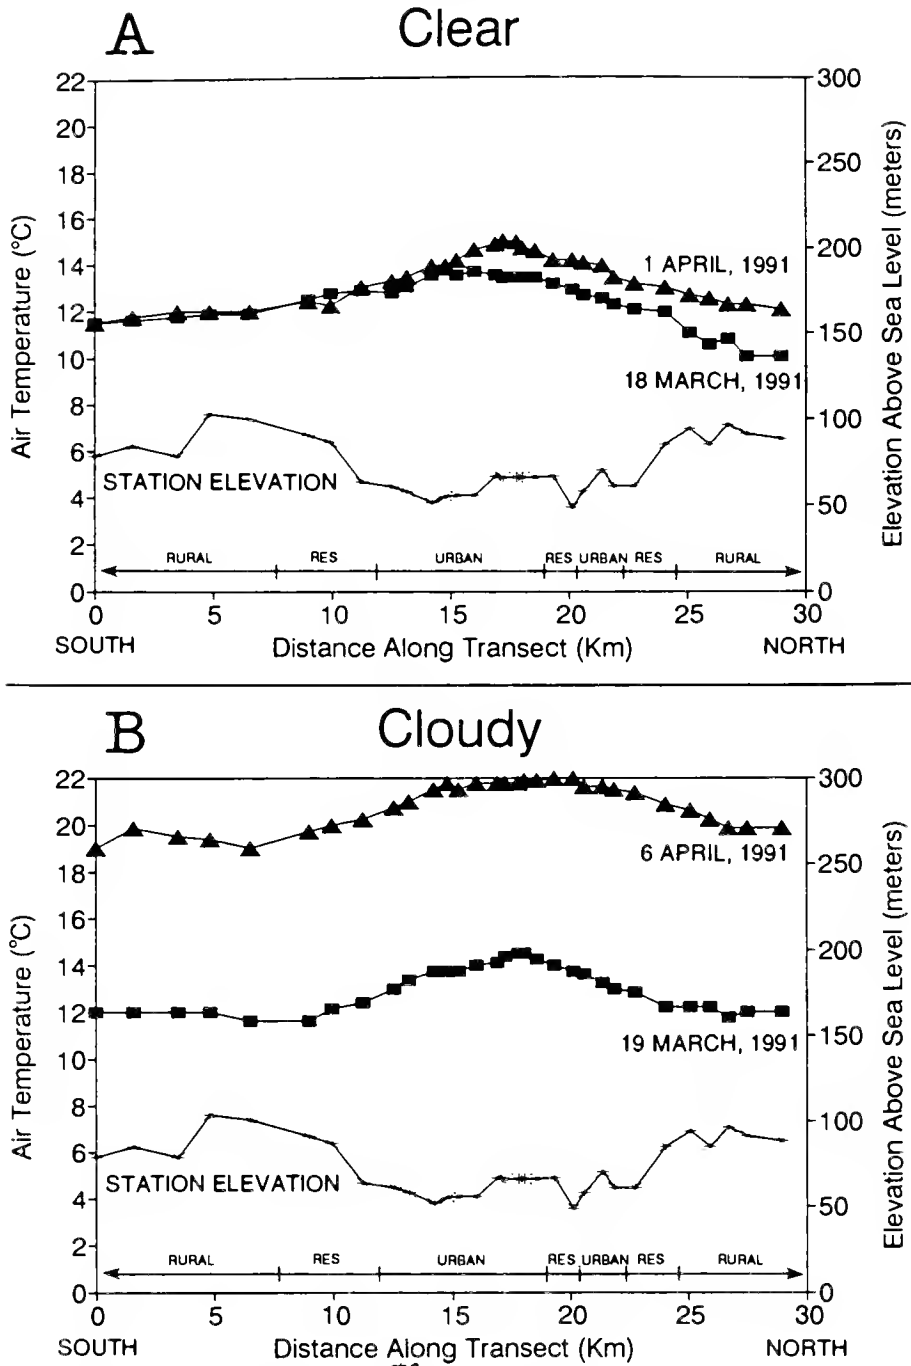 A Clear
22
20
18
16
14
12
10
8
6
4
2
0
Air Temperature (°C)
300
250
200
150
100
50
0
Elevation Above Sea Level (meters)
1 APRIL, 1991
18 MARCH, 1991
STATION ELEVATION
RURAL RES URBAN RES URBAN RES RURAL
0 5 10 15 20 25 30
SOUTH Distance Along Transect (Km) NORTH
B Cloudy
22
20
18
16
14
12
10
8
6
4
2
0
Air Temperature (°C)
300
250
200
150
100
50
0
Elevation Above Sea Level (meters)
6 APRIL, 1991
19 MARCH, 1991
STATION ELEVATION
RURAL RES URBAN RES URBAN RES RURAL
0 5 10 15 20 25 30
SOUTH Distance Along Transect (Km) NORTH